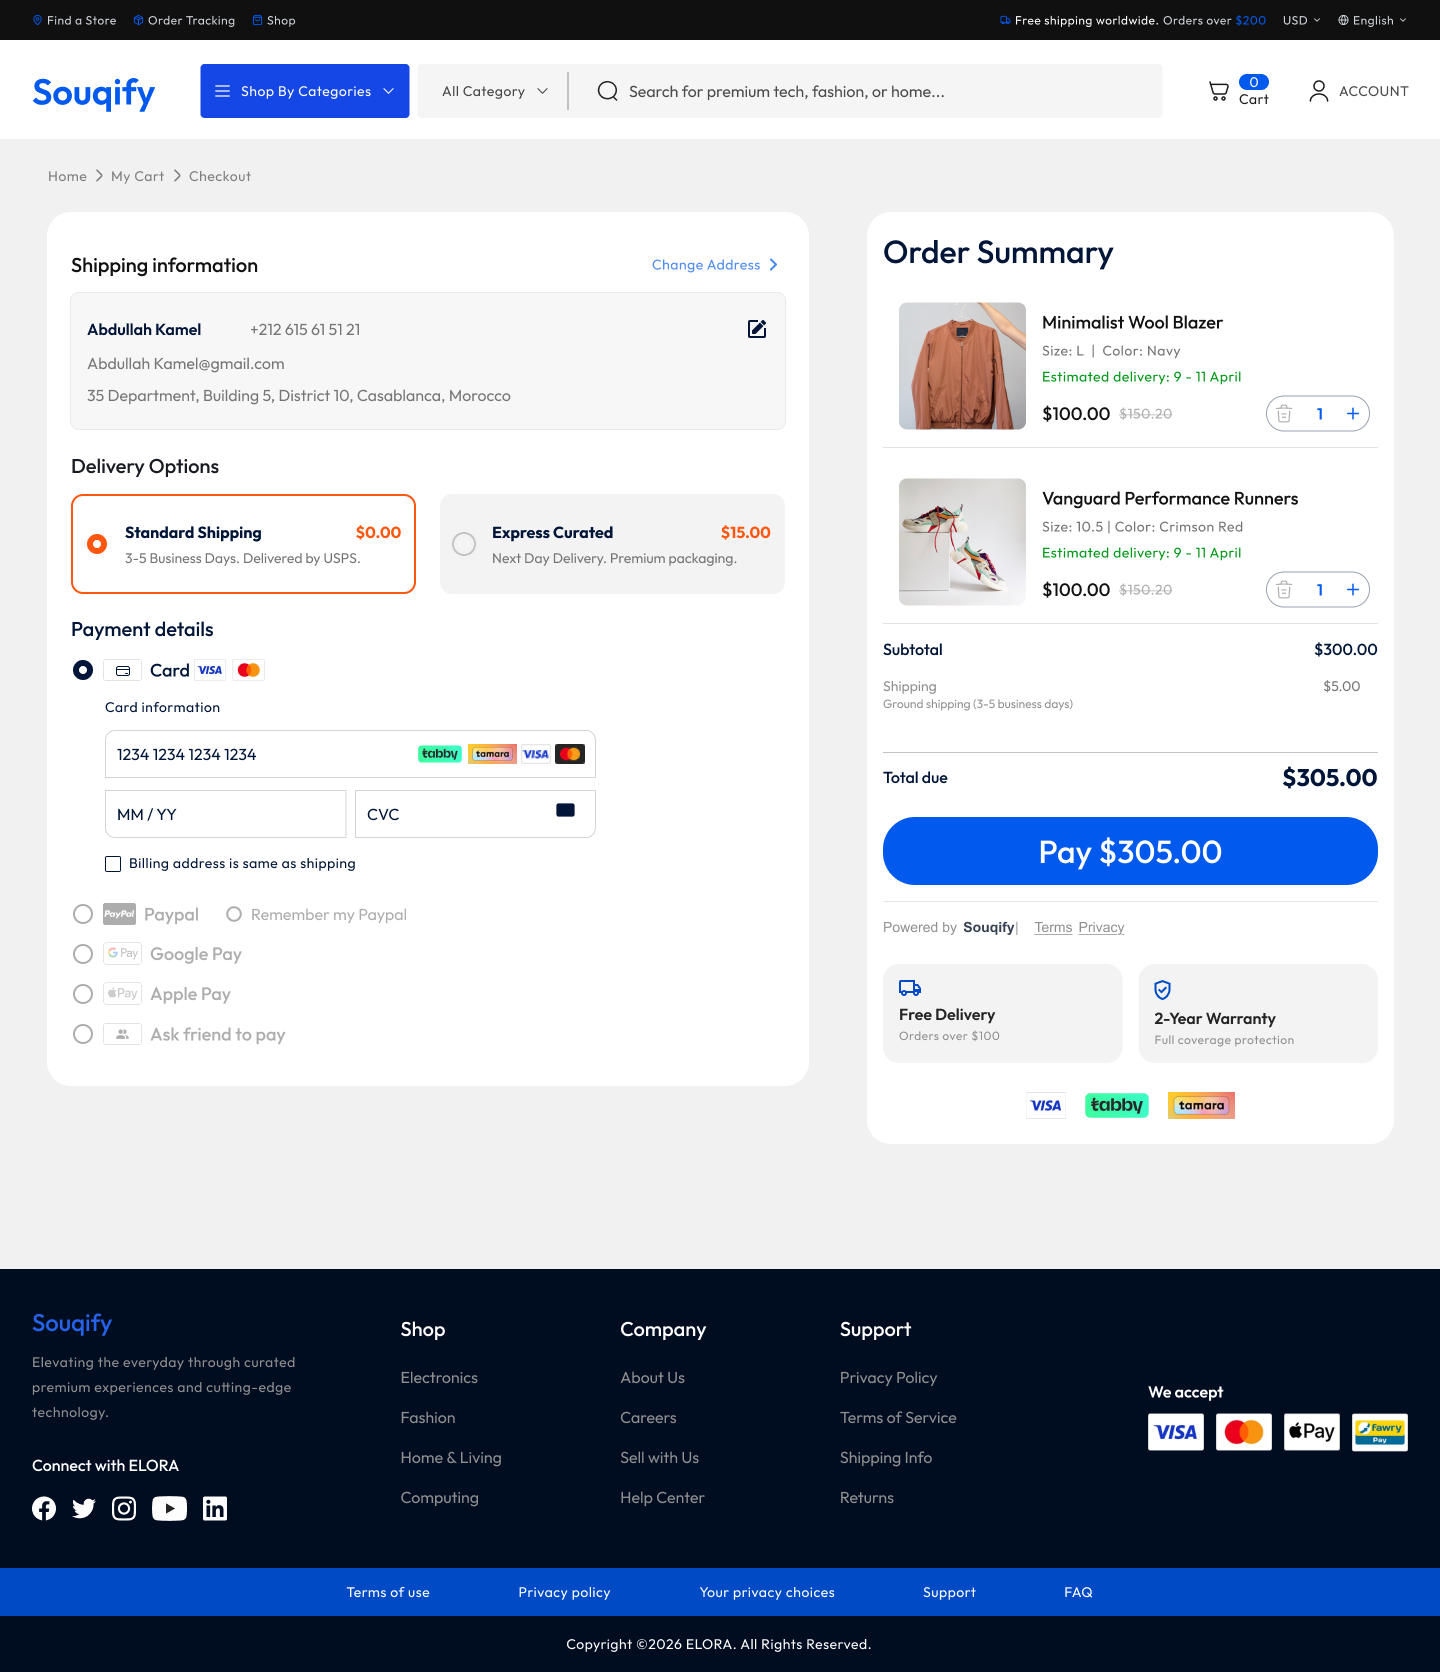 Find a Store
Order Tracking
Shop
Free shipping worldwide. Orders over $200
USD
English
Souqify
Shop By Categories
All Category
Search for premium tech, fashion, or home...
0
Cart
ACCOUNT
Home
My Cart
Checkout
Shipping information
Change Address
Abdullah Kamel
+212 615 61 51 21
Abdullah Kamel@gmail.com
35 Department, Building 5, District 10, Casablanca, Morocco
Delivery Options
Standard Shipping
$0.00
3-5 Business Days. Delivered by USPS.
Express Curated
$15.00
Next Day Delivery. Premium packaging.
Payment details
Card
VISA
Card information
1234 1234 1234 1234
tabby
tamara
VISA
MM / YY
CVC
Billing address is same as shipping
PayPal
Paypal
Remember my Paypal
G Pay
Google Pay
Pay
Apple Pay
Ask friend to pay
Order Summary
Minimalist Wool Blazer
Size: L | Color: Navy
Estimated delivery: 9 - 11 April
$100.00
$150.20
1
Vanguard Performance Runners
Size: 10.5 | Color: Crimson Red
Estimated delivery: 9 - 11 April
$100.00
$150.20
1
Subtotal
$300.00
Shipping
$5.00
Ground shipping (3-5 business days)
Total due
$305.00
Pay $305.00
Powered by Souqify|
Terms
Privacy
Free Delivery
Orders over $100
2-Year Warranty
Full coverage protection
VISA
tabby
tamara
Souqify
Elevating the everyday through curated
premium experiences and cutting-edge
technology.
Connect with ELORA
Shop
Electronics
Fashion
Home & Living
Computing
Company
About Us
Careers
Sell with Us
Help Center
Support
Privacy Policy
Terms of Service
Shipping Info
Returns
We accept
VISA
Pay
fawry
Pay
Terms of use
Privacy policy
Your privacy choices
Support
FAQ
Copyright ©2026 ELORA. All Rights Reserved.